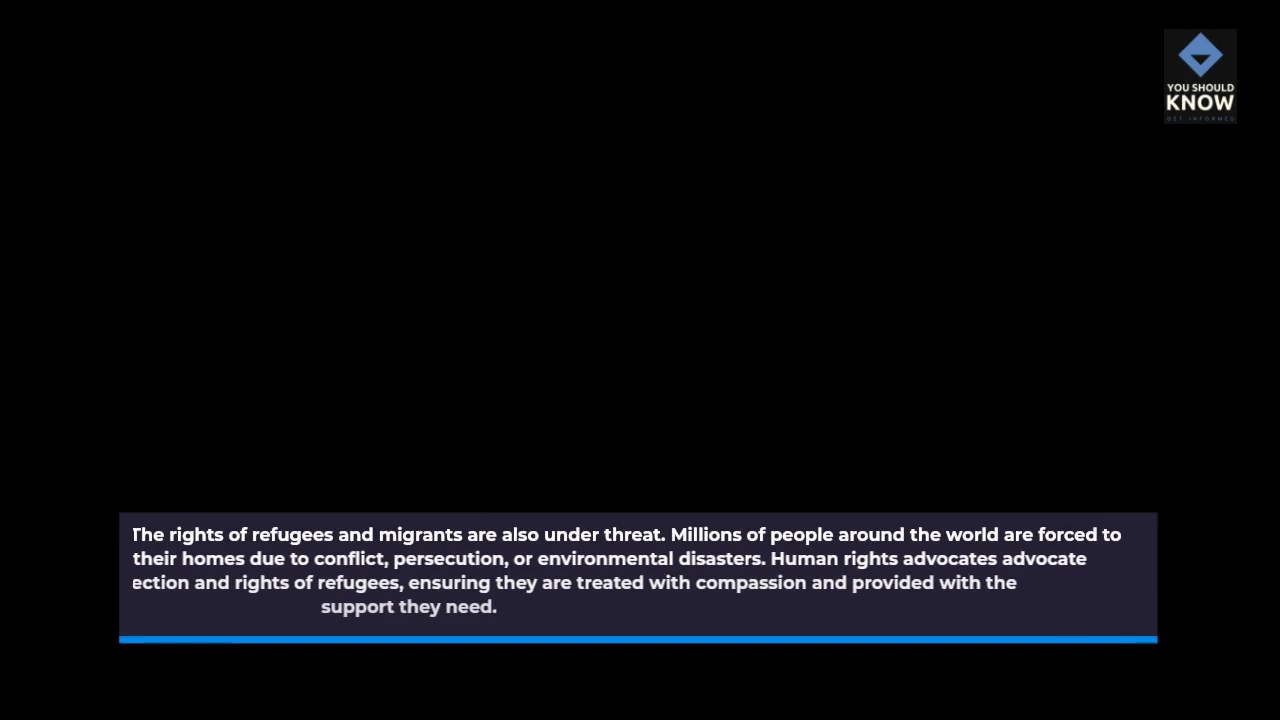 YOU SHOULD
KNOW
GET INFORMED
The rights of refugees and migrants are also under threat. Millions of people around the world are forced to
their homes due to conflict, persecution, or environmental disasters. Human rights advocates advocate
ection and rights of refugees, ensuring they are treated with compassion and provided with the
support they need.